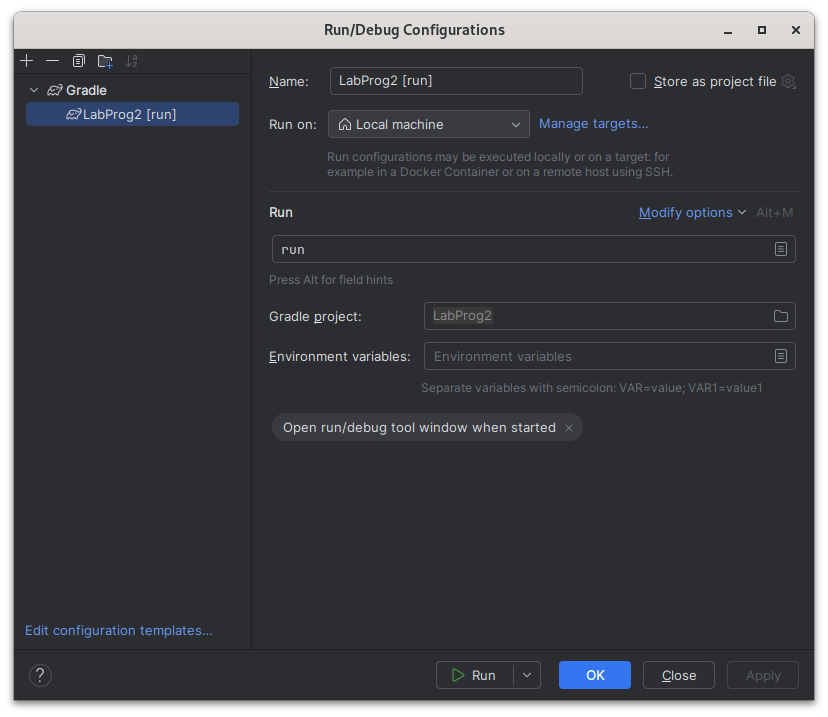 Run/Debug Configurations
Gradle
LabProg2 [run]
Edit configuration templates...
Name: LabProg2 [run] Store as project file
Run on: Local machine Manage targets...
Run configurations may be executed locally or on a target: for
example in a Docker Container or on a remote host using SSH.
Run Modify options Alt+M
run
Press Alt for field hints
Gradle project: LabProg2
Environment variables: Environment variables
Separate variables with semicolon: VAR=value; VAR1=value1
Open run/debug tool window when started
? Run OK Close Apply